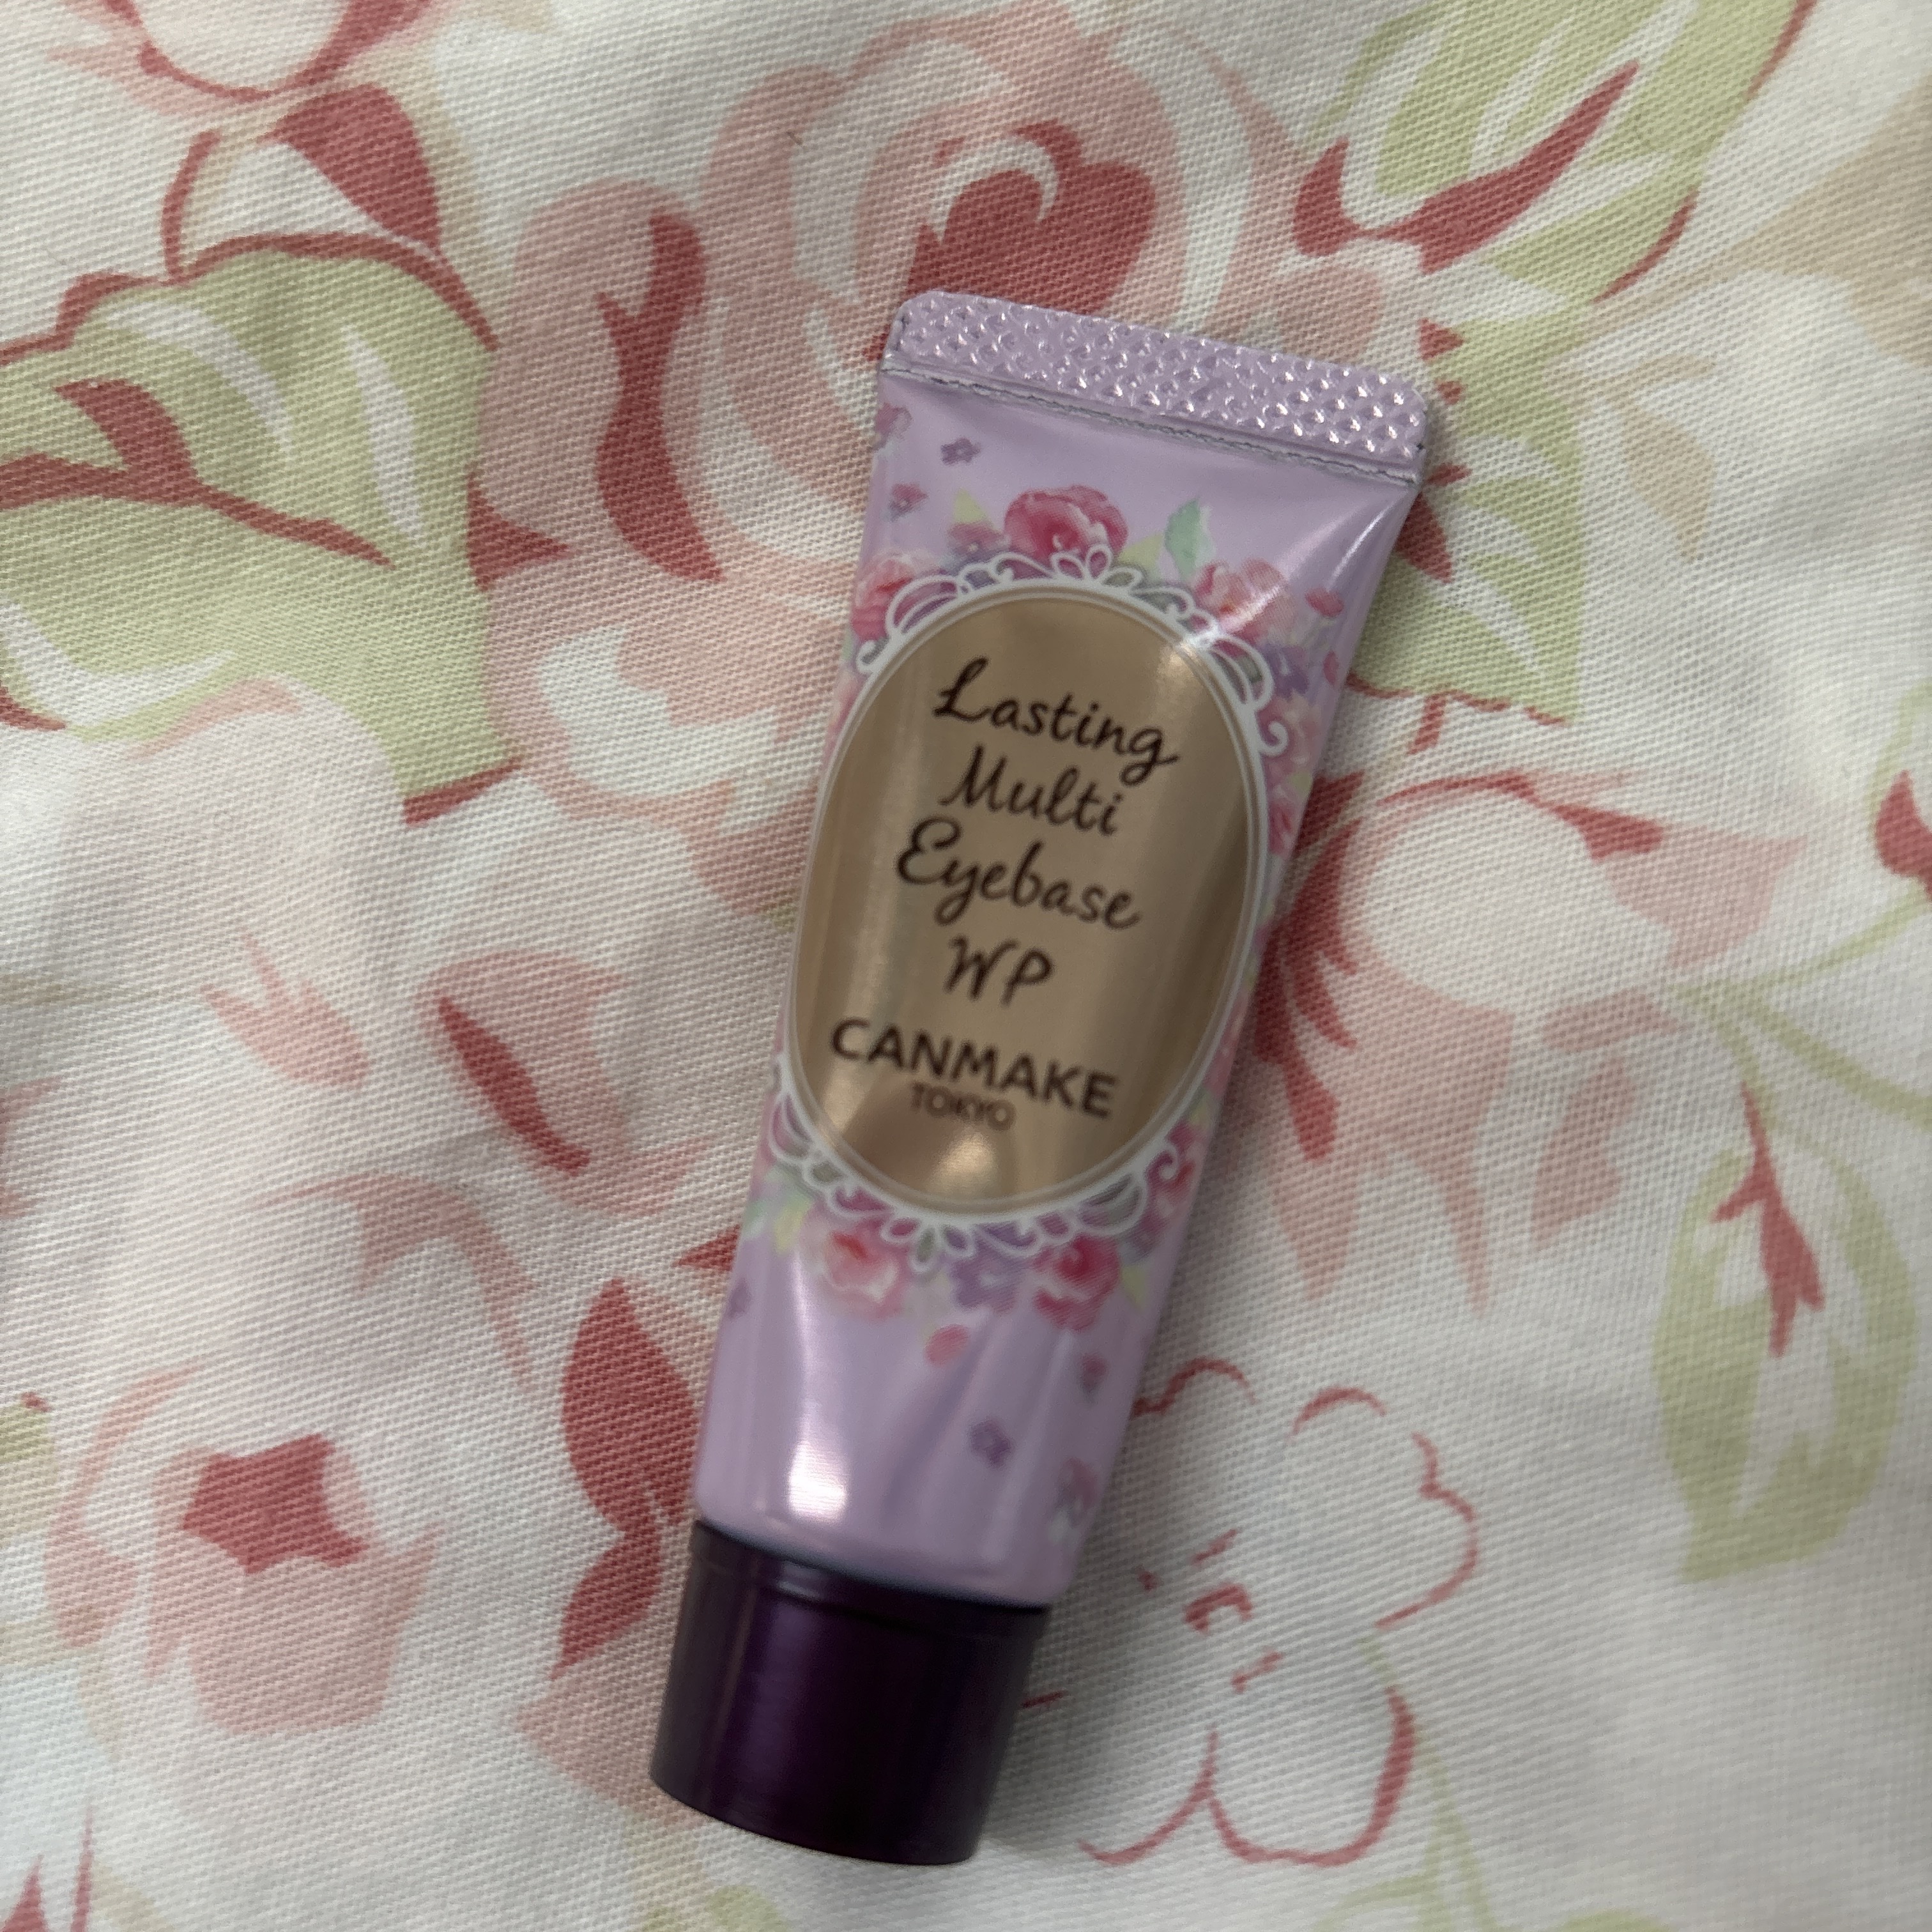 Lasting
Multi
Eyebase
WP
CANMAKE
TOKYO